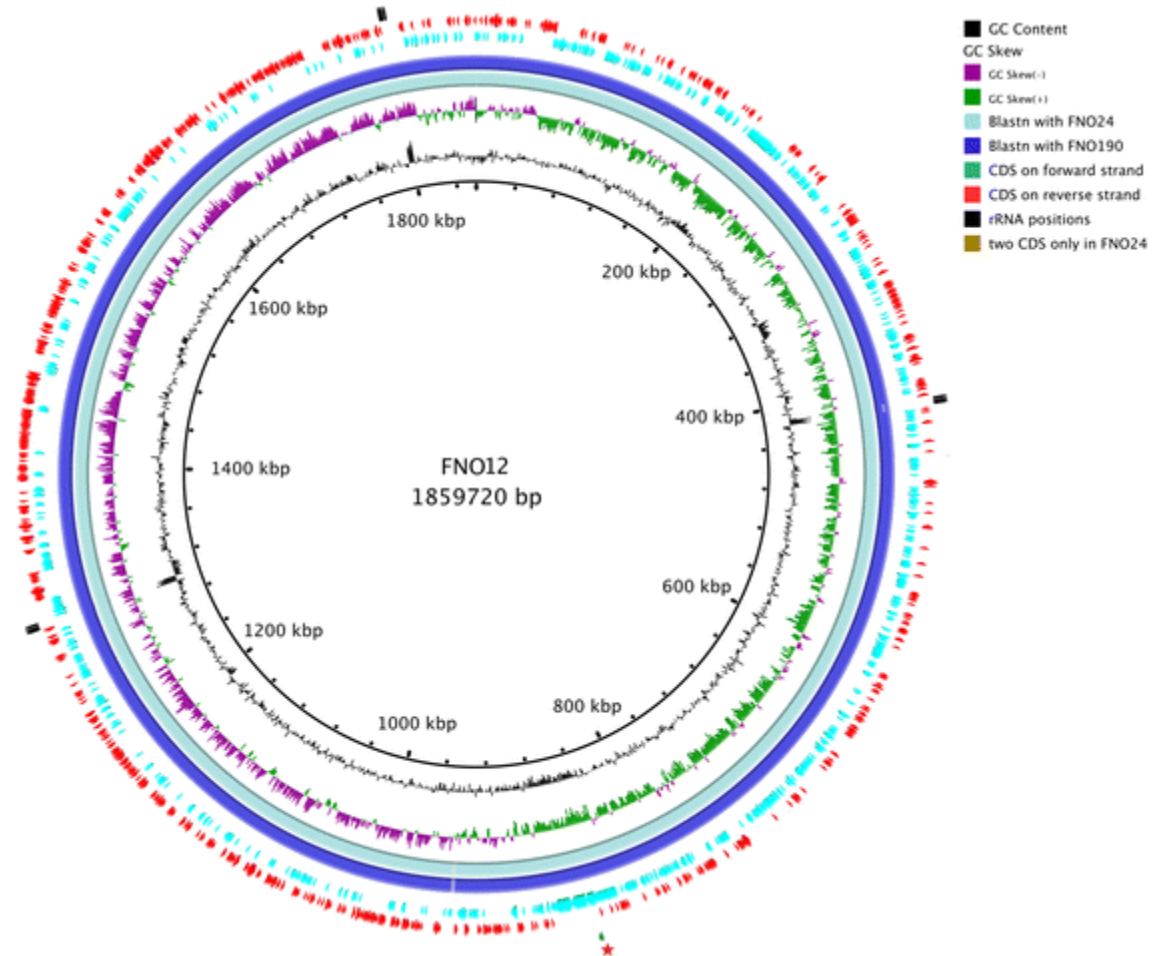 GC Content
GC Skew
GC Skew(-)
GC Skew(+)
Blastn with FNO24
Blastn with FNO190
CDS on forward strand
CDS on reverse strand
rRNA positions
two CDS only in FNO24
1800 kbp
200 kbp
1600 kbp
400 kbp
1400 kbp
FNO12
1859720 bp
600 kbp
1200 kbp
800 kbp
1000 kbp